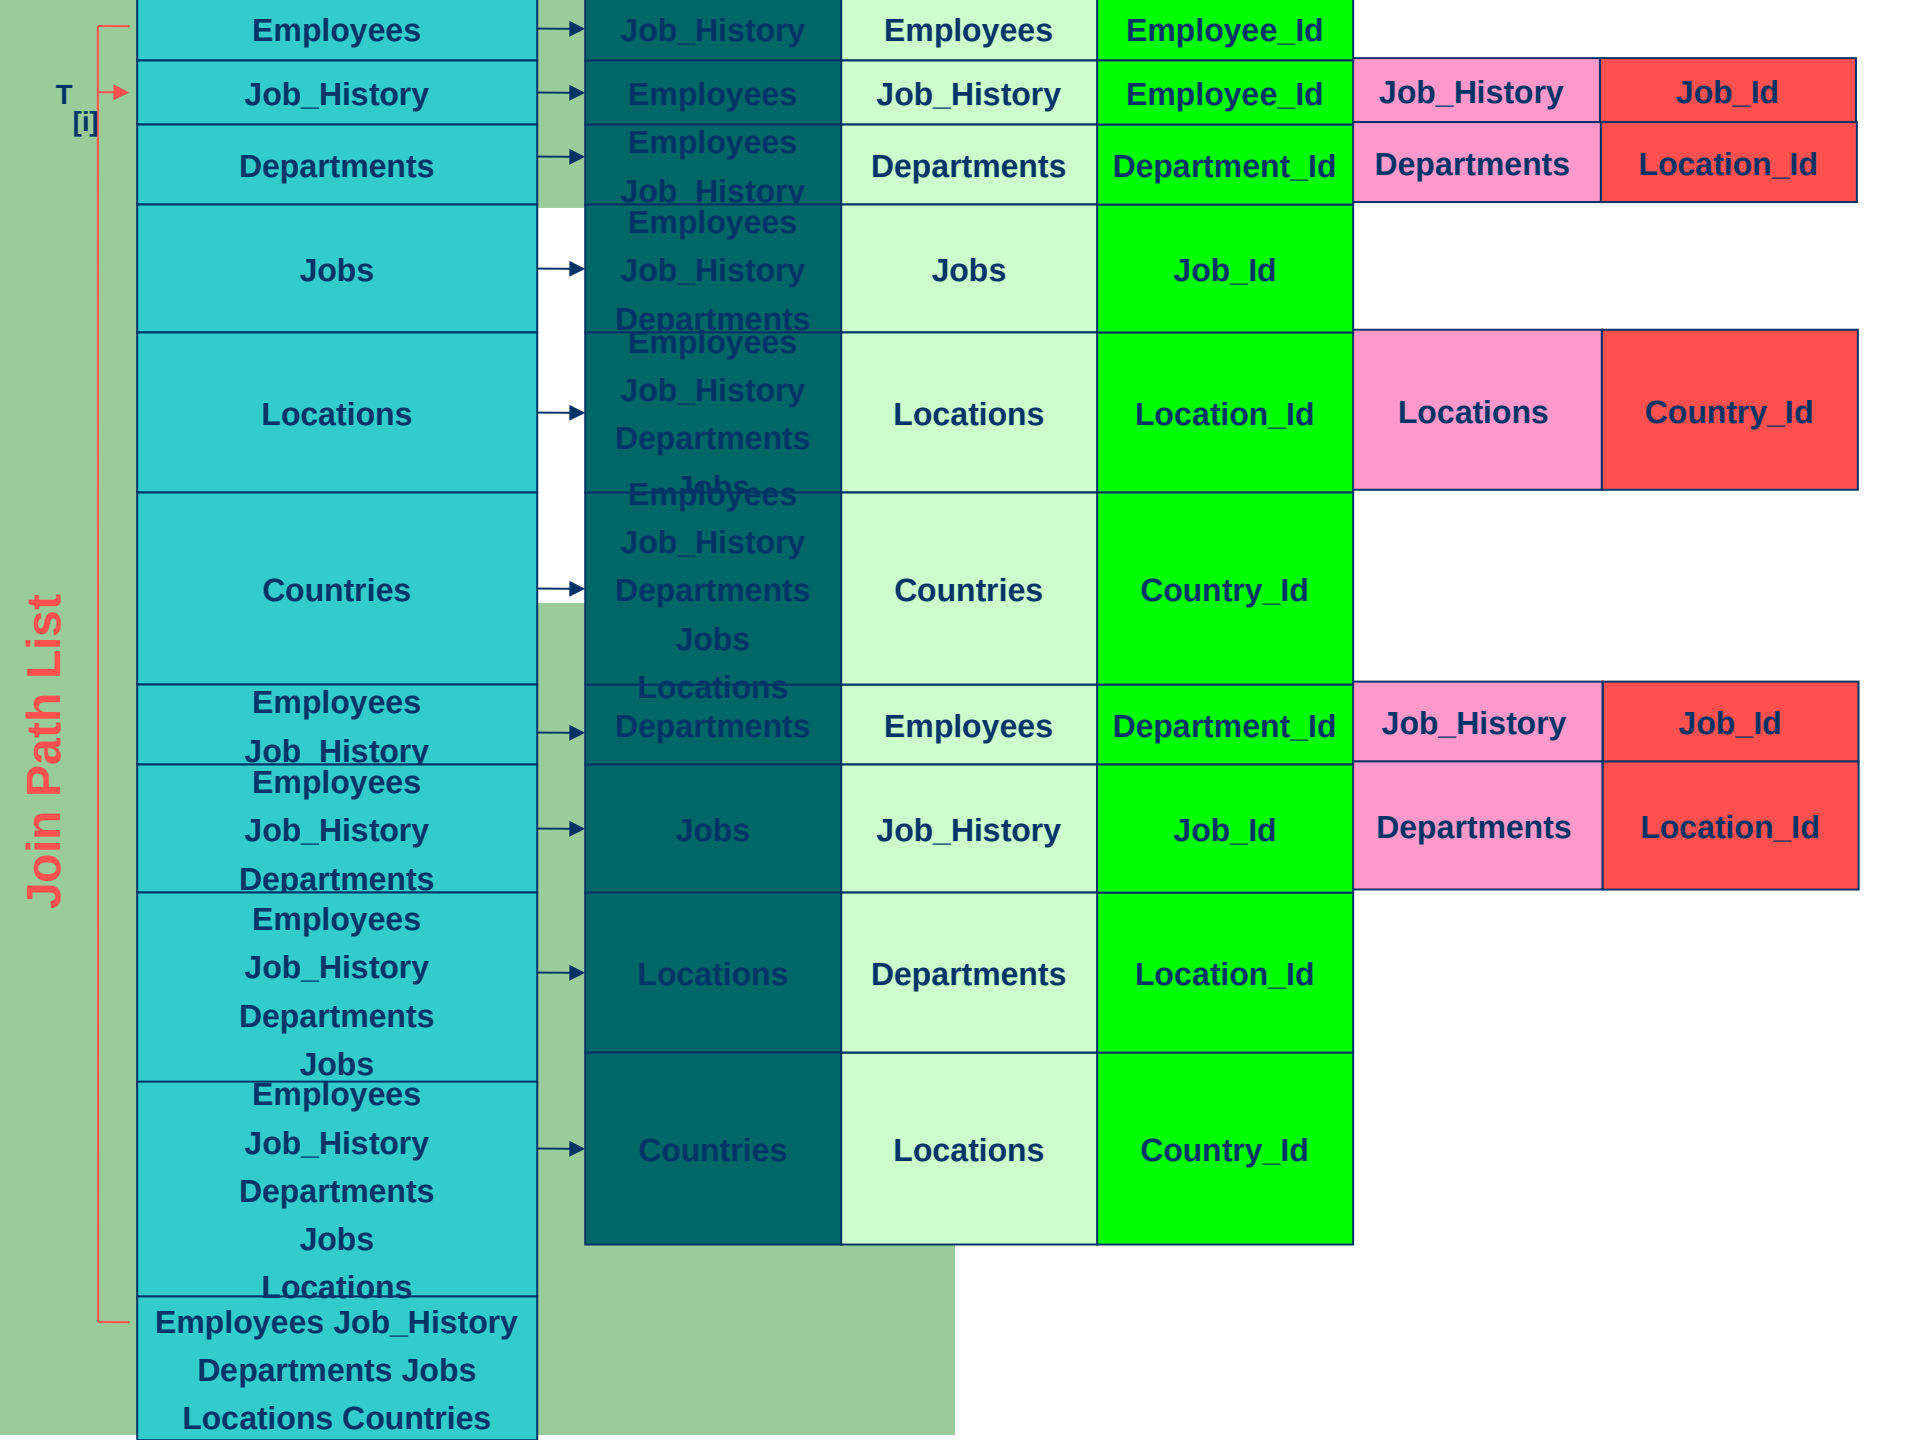 Employees Job_History Employees Employee_Id
T
[i]
Job_History Employees Job_History Employee_Id Job_History Job_Id
Departments
Employees
Job_History
Departments Department_Id Departments Location_Id
Jobs
Employees
Job_History
Departments
Jobs Job_Id
Locations
Employees
Job_History
Departments
Jobs
Locations Location_Id Locations Country_Id
Countries
Employees
Job_History
Departments
Jobs
Locations
Countries Country_Id
Join Path List
Employees
Job_History
Departments Employees Department_Id Job_History Job_Id
Employees
Job_History
Departments
Jobs Job_History Job_Id Departments Location_Id
Employees
Job_History
Departments
Jobs
Locations Departments Location_Id
Employees
Job_History
Departments
Jobs
Locations
Countries Locations Country_Id
Employees Job_History
Departments Jobs
Locations Countries